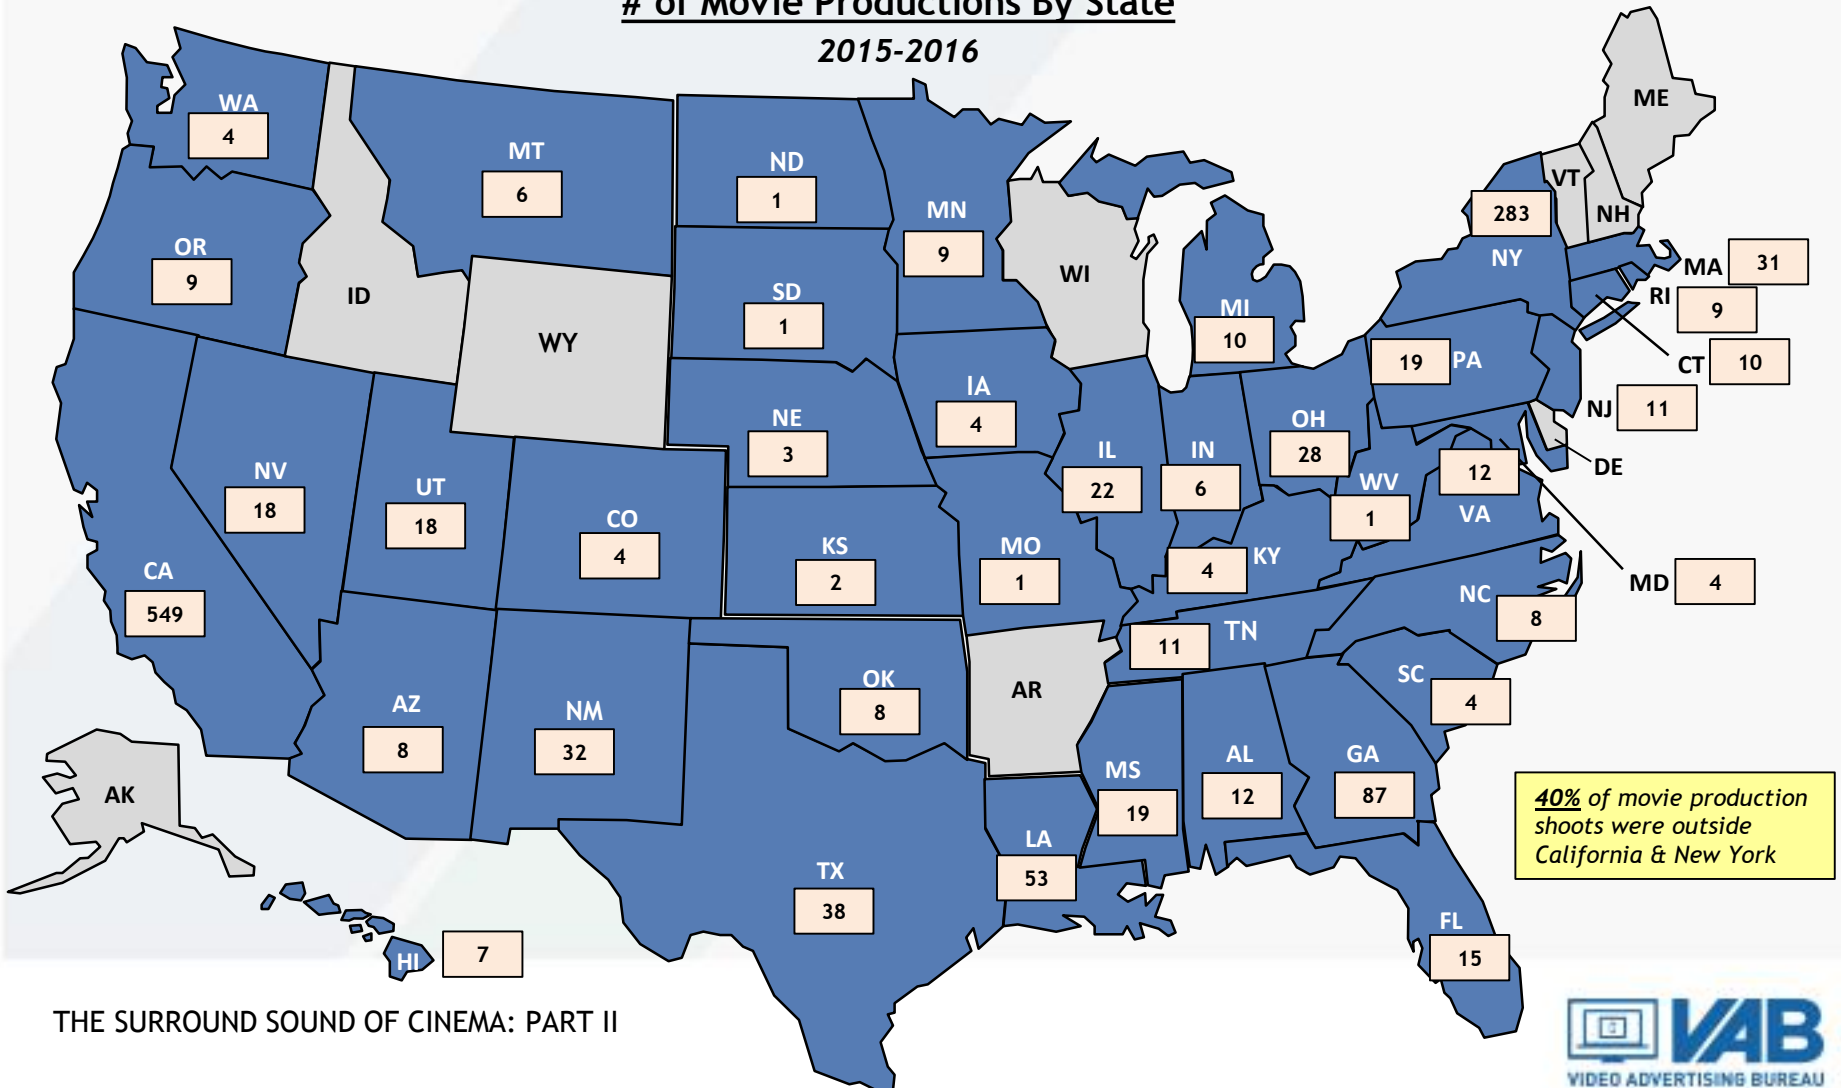 # of Movie Productions By State
2015-2016
WA
4
MT
6
ND
1
MN
9
OR
9
ID
WY
SD
1
WI
MI
10
ME
VT
NH
283
NY
MA 31
RI 9
CT 10
19 PA
NJ 11
DE
NE
3
IA
4
IL
22
IN
6
OH
28
WV
1
12
VA
MD 4
NV
18
UT
18
CO
4
KS
2
MO
1
4 KY
CA
549
NC
8
11 TN
SC
4
AZ
8
NM
32
OK
8
AR
MS
19
AL
12
GA
87
AK
TX
38
LA
53
FL
15
HI 7
40% of movie production
shoots were outside
California & New York
THE SURROUND SOUND OF CINEMA: PART II
VAB
VIDEO ADVERTISING BUREAU